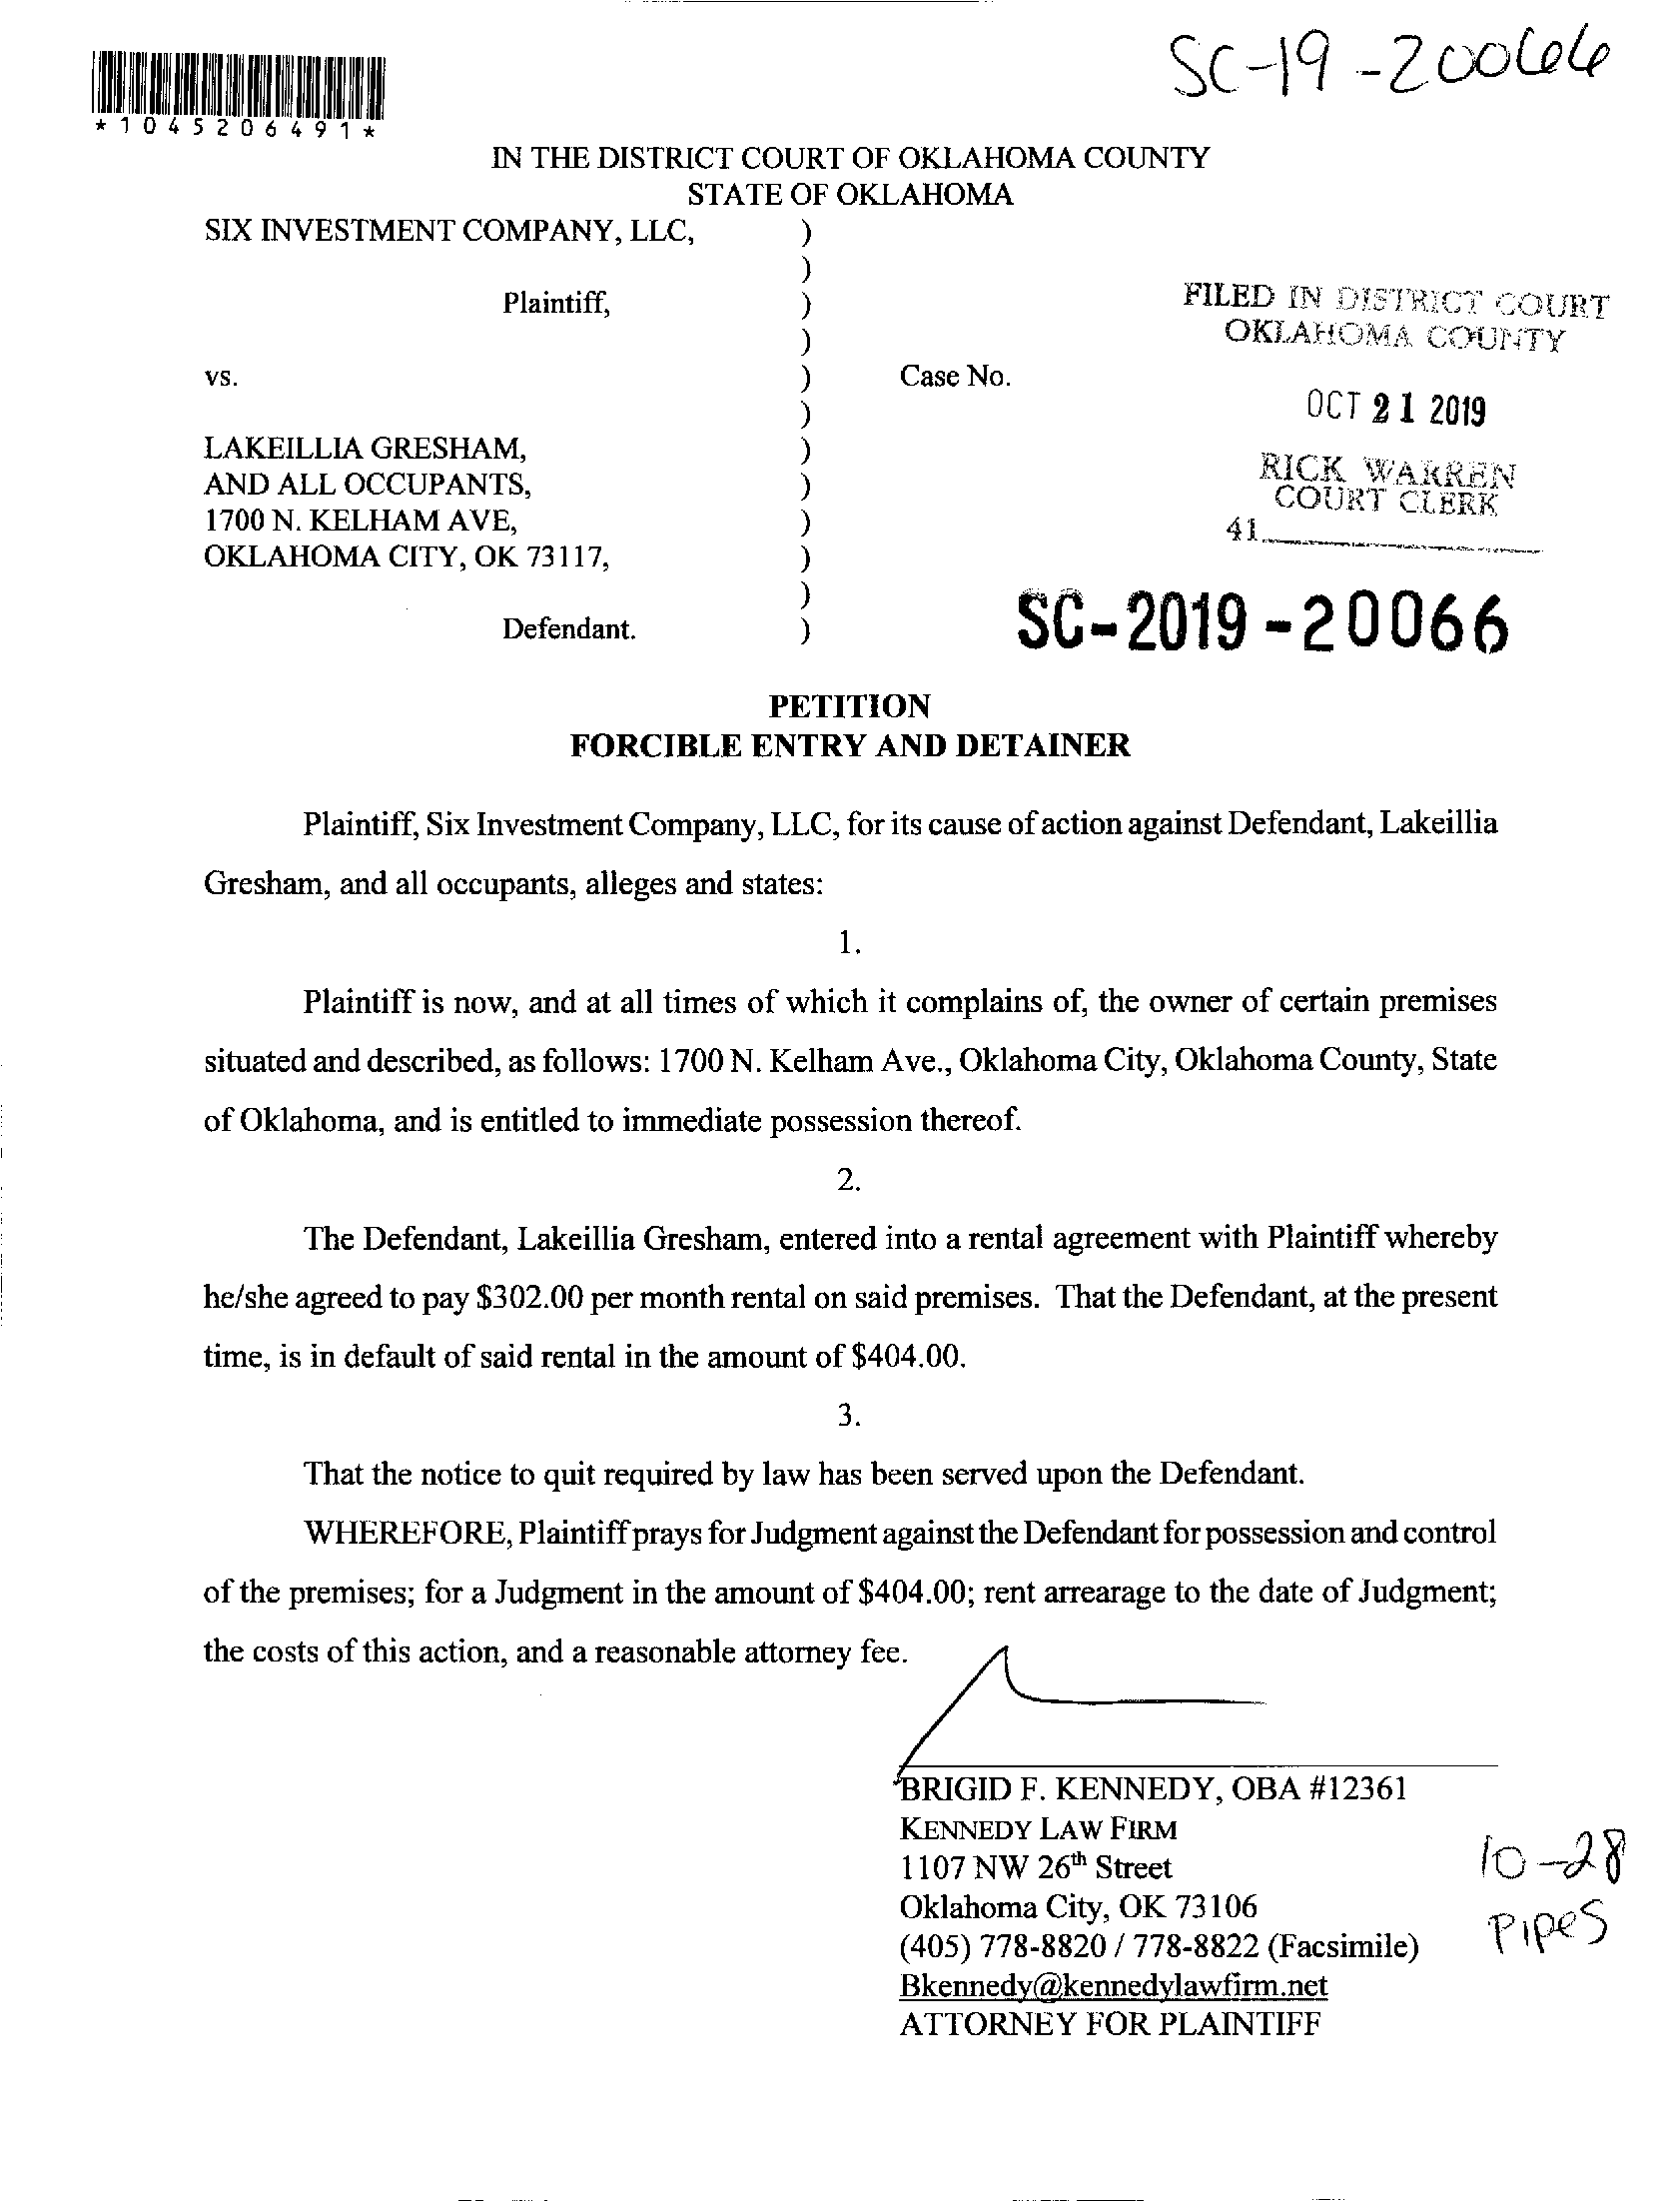 SC-19-20066
*1045206491*
IN THE DISTRICT COURT OF OKLAHOMA COUNTY
STATE OF OKLAHOMA
SIX INVESTMENT COMPANY, LLC, )
)
Plaintiff, )
)
vs. ) Case No.
)
LAKEILLIA GRESHAM, )
AND ALL OCCUPANTS, )
1700 N. KELHAM AVE, )
OKLAHOMA CITY, OK 73117, )
)
Defendant. )
FILED IN DISTRICT COURT
OKLAHOMA COUNTY
OCT 21 2019
RICK WARREN
COURT CLERK
41
SC-2019-20066
PETITION
FORCIBLE ENTRY AND DETAINER
Plaintiff, Six Investment Company, LLC, for its cause of action against Defendant, Lakeillia
Gresham, and all occupants, alleges and states:
1.
Plaintiff is now, and at all times of which it complains of, the owner of certain premises
situated and described, as follows: 1700 N. Kelham Ave., Oklahoma City, Oklahoma County, State
of Oklahoma, and is entitled to immediate possession thereof.
2.
The Defendant, Lakeillia Gresham, entered into a rental agreement with Plaintiff whereby
he/she agreed to pay $302.00 per month rental on said premises. That the Defendant, at the present
time, is in default of said rental in the amount of $404.00.
3.
That the notice to quit required by law has been served upon the Defendant.
WHEREFORE, Plaintiff prays for Judgment against the Defendant for possession and control
of the premises; for a Judgment in the amount of $404.00; rent arrearage to the date of Judgment;
the costs of this action, and a reasonable attorney fee.
BRIGID F. KENNEDY, OBA #12361
KENNEDY LAW FIRM
1107 NW 26th Street
Oklahoma City, OK 73106
(405) 778-8820 / 778-8822 (Facsimile)
Bkennedy@kennedylawfirm.net
ATTORNEY FOR PLAINTIFF
10-28
Pipes